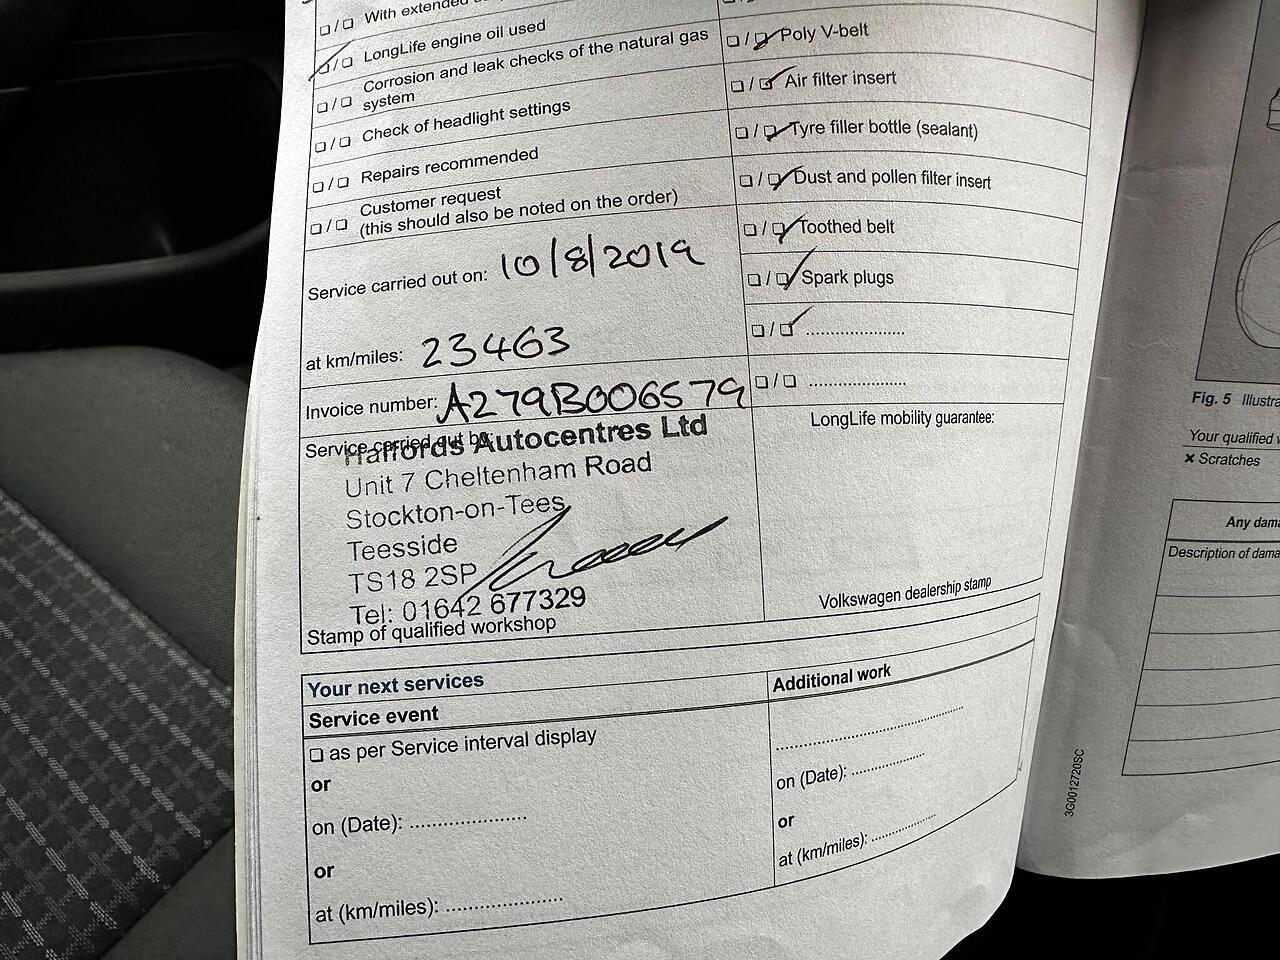 ❏ / ❏ With extended
❏ / ❏ LongLife engine oil used
❏ / ❏ Corrosion and leak checks of the natural gas
system
❏ / ❏ Check of headlight settings
❏ / ❏ Repairs recommended
❏ / ❏ Customer request
(this should also be noted on the order)
Service carried out on: 10/8/2019
at km/miles: 23463
Invoice number: A279B006579
Service carried out by:
Halfords Autocentres Ltd
Unit 7 Cheltenham Road
Stockton-on-Tees
Teesside
TS18 2SP
Tel: 01642 677329
Stamp of qualified workshop
❏ / ❏ Poly V-belt
❏ / ❏ Air filter insert
❏ / ❏ Tyre filler bottle (sealant)
❏ / ❏ Dust and pollen filter insert
❏ / ❏ Toothed belt
❏ / ❏ Spark plugs
❏ / ❏ .....................
❏ / ❏ .....................
LongLife mobility guarantee:
Volkswagen dealership stamp
Your next services
Service event
❏ as per Service interval display
or
on (Date): .....................
or
at (km/miles): .....................
Additional work
.....................
on (Date): .....................
or
at (km/miles): .....................
3G0012720SC
Fig. 5 Illustra
Your qualified
✕ Scratches
Any dama
Description of dama